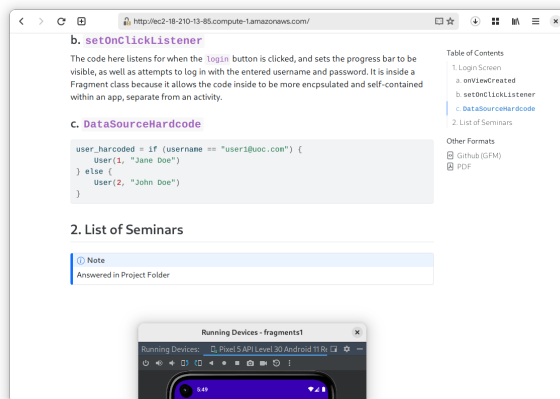 http://ec2-18-210-13-85.compute-1.amazonaws.com/
b. setOnClickListener
The code here listens for when the login button is clicked, and sets the progress bar to be
visible, as well as attempts to log in with the entered username and password. It is inside a
Fragment class because it allows the code inside to be more encpsulated and self-contained
within an app, separate from an activity.
c. DataSourceHardcode
user_harcoded = if (username == "user1@uoc.com") {
    User(1, "Jane Doe")
} else {
    User(2, "John Doe")
}
2. List of Seminars
Note
Answered in Project Folder
Running Devices - fragments1
Running Devices: Pixel 5 API Level 30 Android 11
5:49
Table of Contents
1. Login Screen
a. onViewCreated
b. setOnClickListener
c. DataSourceHardcode
2. List of Seminars
Other Formats
Github (GFM)
PDF